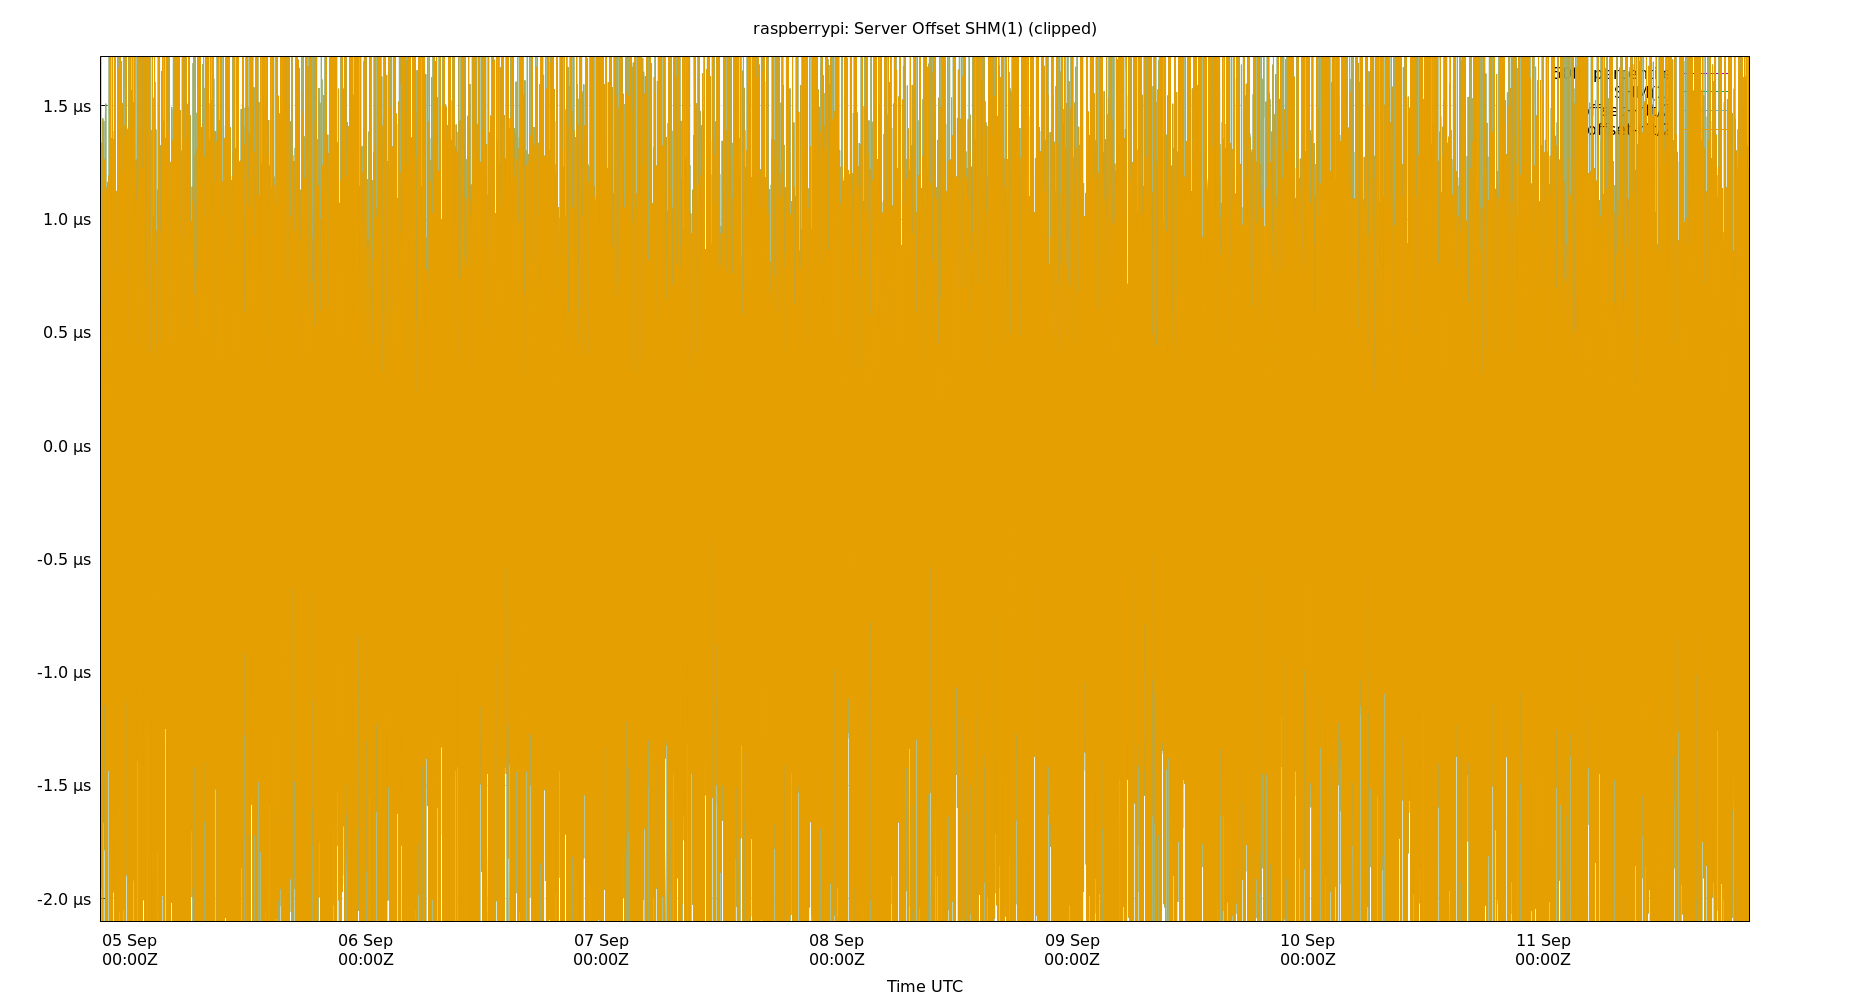 raspberrypi: Server Offset SHM(1) (clipped)
1.5 µs
1.0 µs
0.5 µs
0.0 µs
-0.5 µs
-1.0 µs
-1.5 µs
-2.0 µs
05 Sep 06 Sep 07 Sep 08 Sep 09 Sep 10 Sep 11 Sep
00:00Z 00:00Z 00:00Z 00:00Z 00:00Z 00:00Z 00:00Z
Time UTC